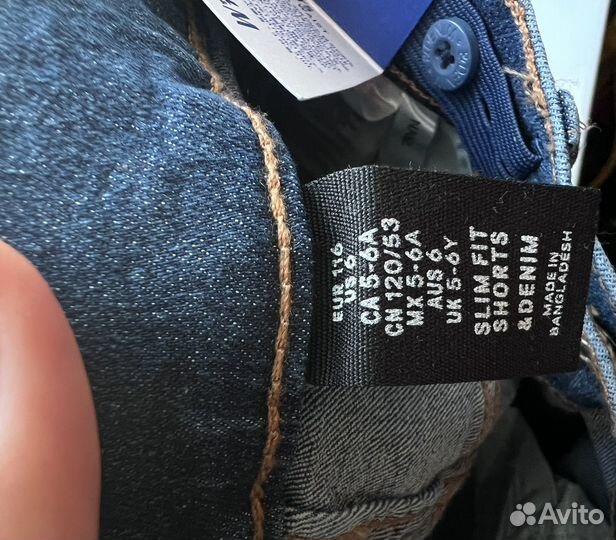 EUR 116
US 6
CA 5-6A
CN 120/53
MX 5-6A
AUS 6
UK 5-6Y
SLIM FIT
SHORTS
&DENIM
MADE IN
BANGLADESH
Avito